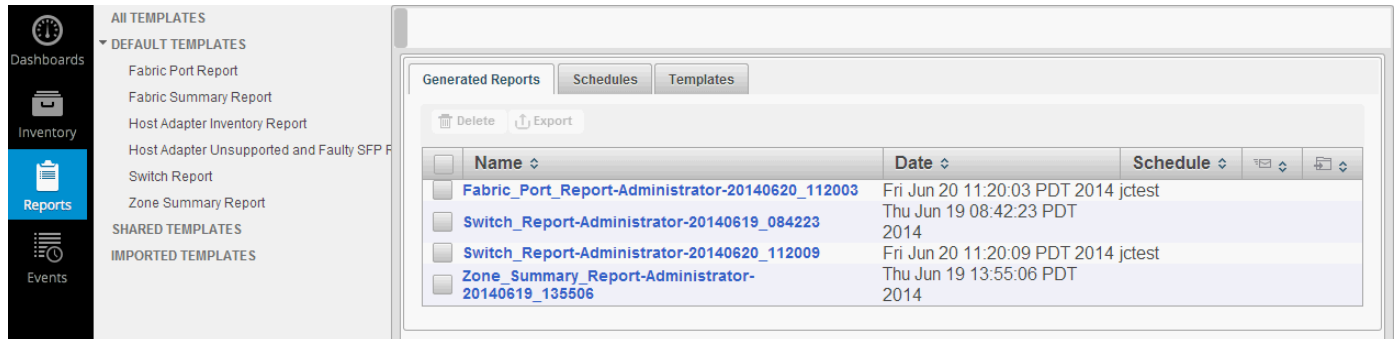 Dashboards
Inventory
Reports
Events
All TEMPLATES
DEFAULT TEMPLATES
Fabric Port Report
Fabric Summary Report
Host Adapter Inventory Report
Host Adapter Unsupported and Faulty SFP F
Switch Report
Zone Summary Report
SHARED TEMPLATES
IMPORTED TEMPLATES
Generated Reports Schedules Templates
Delete Export
Name Date Schedule
Fabric_Port_Report-Administrator-20140620_112003 Fri Jun 20 11:20:03 PDT 2014 jctest
Switch_Report-Administrator-20140619_084223 Thu Jun 19 08:42:23 PDT
2014
Switch_Report-Administrator-20140620_112009 Fri Jun 20 11:20:09 PDT 2014 jctest
Zone_Summary_Report-Administrator- Thu Jun 19 13:55:06 PDT
20140619_135506 2014